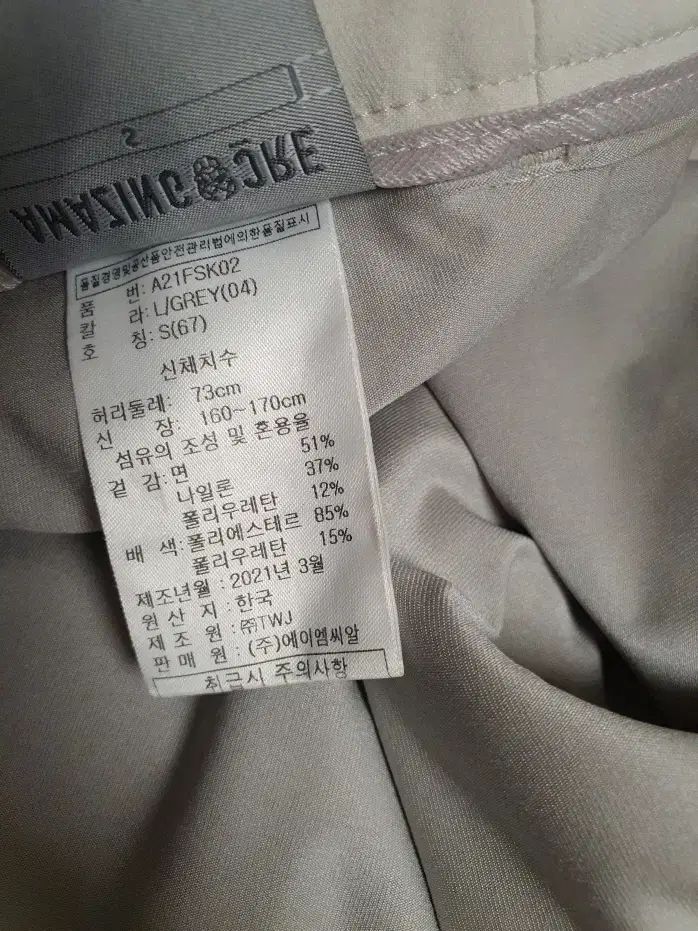 S
AMAZINGCRE
품질경영및공산품안전관리법에의한품질표시
품 번: A21FSK02
칼 라: L/GREY(04)
호 칭: S(67)
신체치수
허리둘레: 73cm
신 장: 160~170cm
섬유의 조성 및 혼용율
겉 감: 면 51%
나일론 37%
폴리우레탄 12%
배 색: 폴리에스테르 85%
폴리우레탄 15%
제조년월 : 2021년 3월
원 산 지 : 한국
제 조 원 : ㈜TWJ
판 매 원 : (주)에이엠씨알
취급시 주의사항